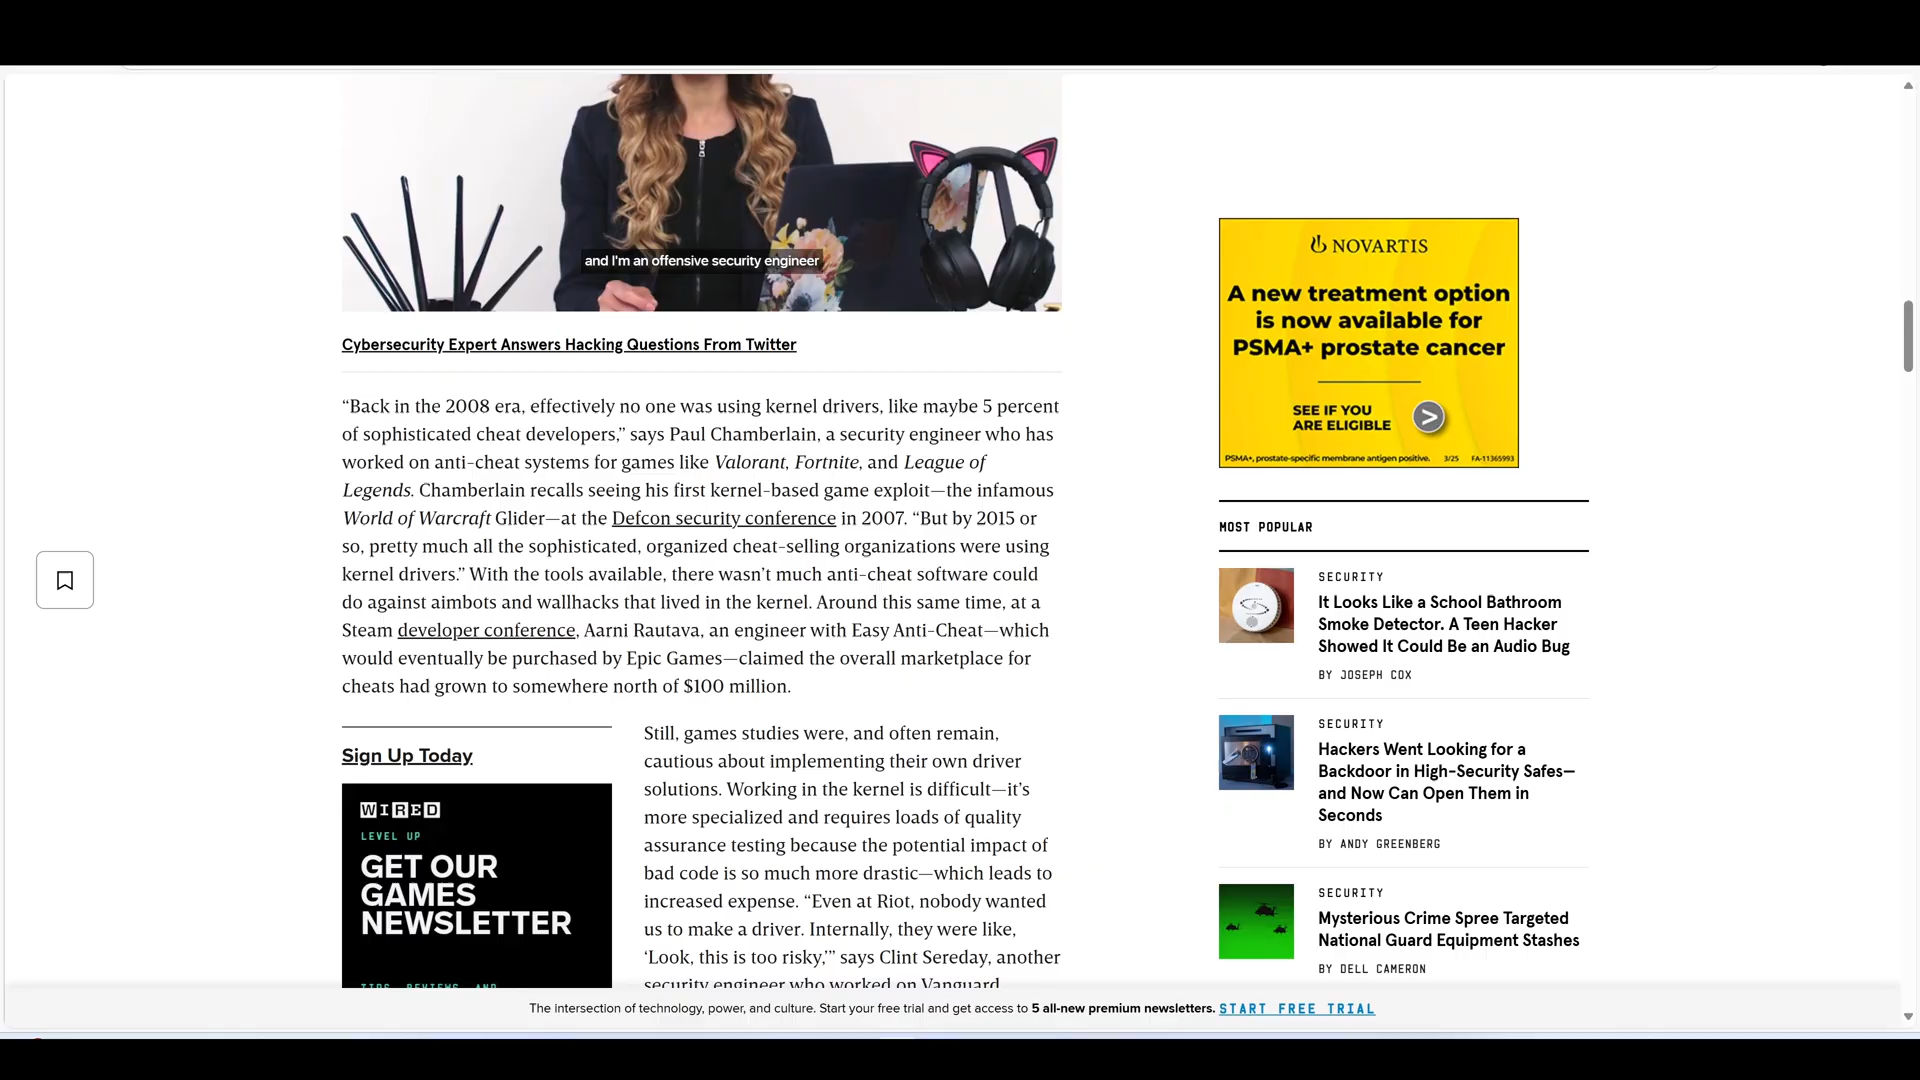 and I'm an offensive security engineer
Cybersecurity Expert Answers Hacking Questions From Twitter
“Back in the 2008 era, effectively no one was using kernel drivers, like maybe 5 percent
of sophisticated cheat developers,” says Paul Chamberlain, a security engineer who has
worked on anti-cheat systems for games like Valorant, Fortnite, and League of
Legends. Chamberlain recalls seeing his first kernel-based game exploit—the infamous
World of Warcraft Glider—at the Defcon security conference in 2007. “But by 2015 or
so, pretty much all the sophisticated, organized cheat-selling organizations were using
kernel drivers.” With the tools available, there wasn’t much anti-cheat software could
do against aimbots and wallhacks that lived in the kernel. Around this same time, at a
Steam developer conference, Aarni Rautava, an engineer with Easy Anti-Cheat—which
would eventually be purchased by Epic Games—claimed the overall marketplace for
cheats had grown to somewhere north of $100 million.
Still, games studies were, and often remain,
cautious about implementing their own driver
solutions. Working in the kernel is difficult—it’s
more specialized and requires loads of quality
assurance testing because the potential impact of
bad code is so much more drastic—which leads to
increased expense. “Even at Riot, nobody wanted
us to make a driver. Internally, they were like,
‘Look, this is too risky,’” says Clint Sereday, another
security engineer who worked on Vanguard.
Sign Up Today
WIRED
LEVEL UP
GET OUR
GAMES
NEWSLETTER
TIPS, REVIEWS, AND
NOVARTIS
A new treatment option
is now available for
PSMA+ prostate cancer
SEE IF YOU
ARE ELIGIBLE
>
PSMA+, prostate-specific membrane antigen positive. 3/25 FA-11365993
MOST POPULAR
SECURITY
It Looks Like a School Bathroom
Smoke Detector. A Teen Hacker
Showed It Could Be an Audio Bug
BY JOSEPH COX
SECURITY
Hackers Went Looking for a
Backdoor in High-Security Safes—
and Now Can Open Them in
Seconds
BY ANDY GREENBERG
SECURITY
Mysterious Crime Spree Targeted
National Guard Equipment Stashes
BY DELL CAMERON
The intersection of technology, power, and culture. Start your free trial and get access to 5 all-new premium newsletters. START FREE TRIAL